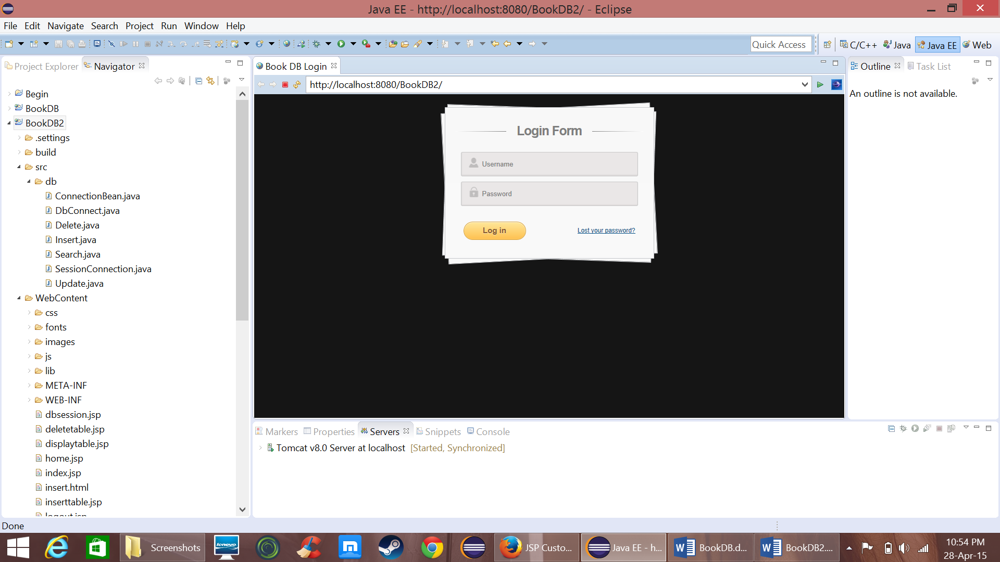 Java EE - http://localhost:8080/BookDB2/ - Eclipse
File Edit Navigate Search Project Run Window Help
Quick Access
C/C++ Java Java EE Web
Project Explorer Navigator
Begin
BookDB
BookDB2
.settings
build
src
db
ConnectionBean.java
DbConnect.java
Delete.java
Insert.java
Search.java
SessionConnection.java
Update.java
WebContent
css
fonts
images
js
lib
META-INF
WEB-INF
dbsession.jsp
deletetable.jsp
displaytable.jsp
home.jsp
index.jsp
insert.html
inserttable.jsp
logout.jsp
Book DB Login
http://localhost:8080/BookDB2/
Login Form
Username
Password
Log in
Lost your password?
Outline Task List
An outline is not available.
Markers Properties Servers Snippets Console
Tomcat v8.0 Server at localhost [Started, Synchronized]
Done
Screenshots
lenovo
JSP Custo...
Java EE - h...
BookDB.d...
BookDB2....
10:54 PM
28-Apr-15